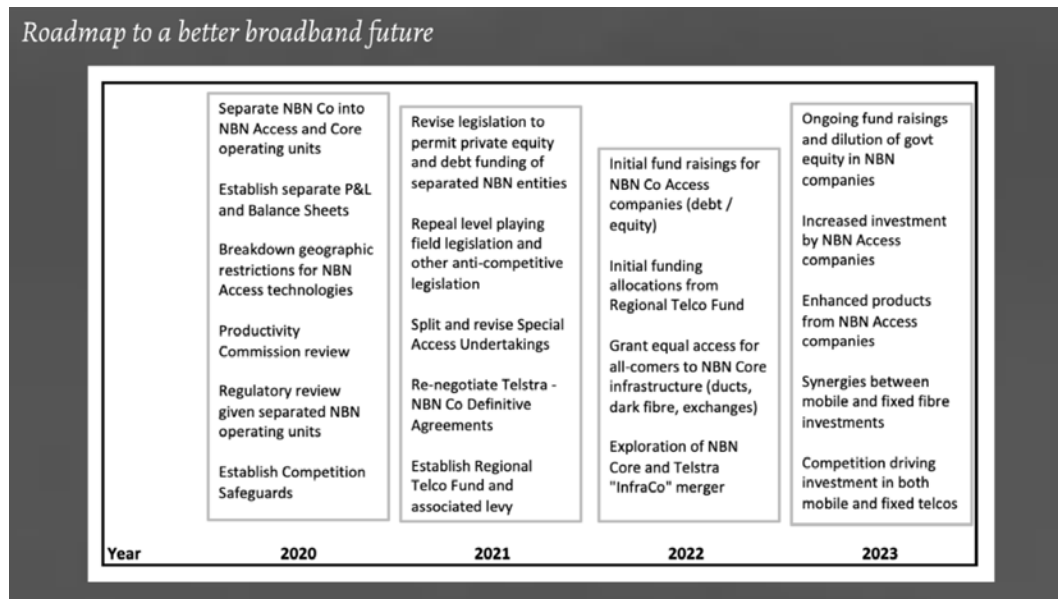 Roadmap to a better broadband future
Separate NBN Co into
NBN Access and Core
operating units
Establish separate P&L
and Balance Sheets
Breakdown geographic
restrictions for NBN
Access technologies
Productivity
Commission review
Regulatory review
given separated NBN
operating units
Establish Competition
Safeguards
Revise legislation to
permit private equity
and debt funding of
separated NBN entities
Repeal level playing
field legislation and
other anti-competitive
legislation
Split and revise Special
Access Undertakings
Re-negotiate Telstra -
NBN Co Definitive
Agreements
Establish Regional
Telco Fund and
associated levy
Initial fund raisings for
NBN Co Access
companies (debt /
equity)
Initial funding
allocations from
Regional Telco Fund
Grant equal access for
all-comers to NBN Core
infrastructure (ducts,
dark fibre, exchanges)
Exploration of NBN
Core and Telstra
"InfraCo" merger
Ongoing fund raisings
and dilution of govt
equity in NBN
companies
Increased investment
by NBN Access
companies
Enhanced products
from NBN Access
companies
Synergies between
mobile and fixed fibre
investments
Competition driving
investment in both
mobile and fixed telcos
Year 2020 2021 2022 2023